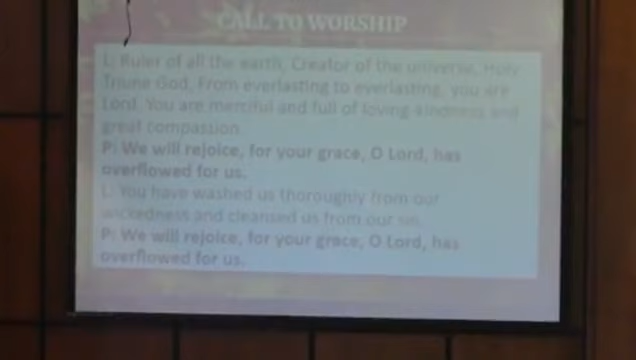 CALL TO WORSHIP
L: Ruler of all the earth, Creator of the universe, Holy
Triune God, From everlasting to everlasting, you are
Lord. You are merciful and full of loving-kindness and
great compassion.
P: We will rejoice, for your grace, O Lord, has
overflowed for us.
L: You have washed us thoroughly from our
wickedness and cleansed us from our sin.
P: We will rejoice, for your grace, O Lord, has
overflowed for us.